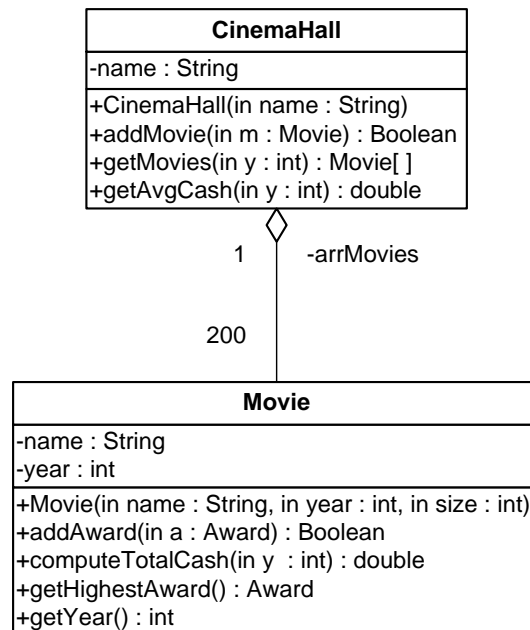 CinemaHall
-name : String
+CinemaHall(in name : String)
+addMovie(in m : Movie) : Boolean
+getMovies(in y : int) : Movie[ ]
+getAvgCash(in y : int) : double
1 -arrMovies
200
Movie
-name : String
-year : int
+Movie(in name : String, in year : int, in size : int)
+addAward(in a : Award) : Boolean
+computeTotalCash(in y : int) : double
+getHighestAward() : Award
+getYear() : int